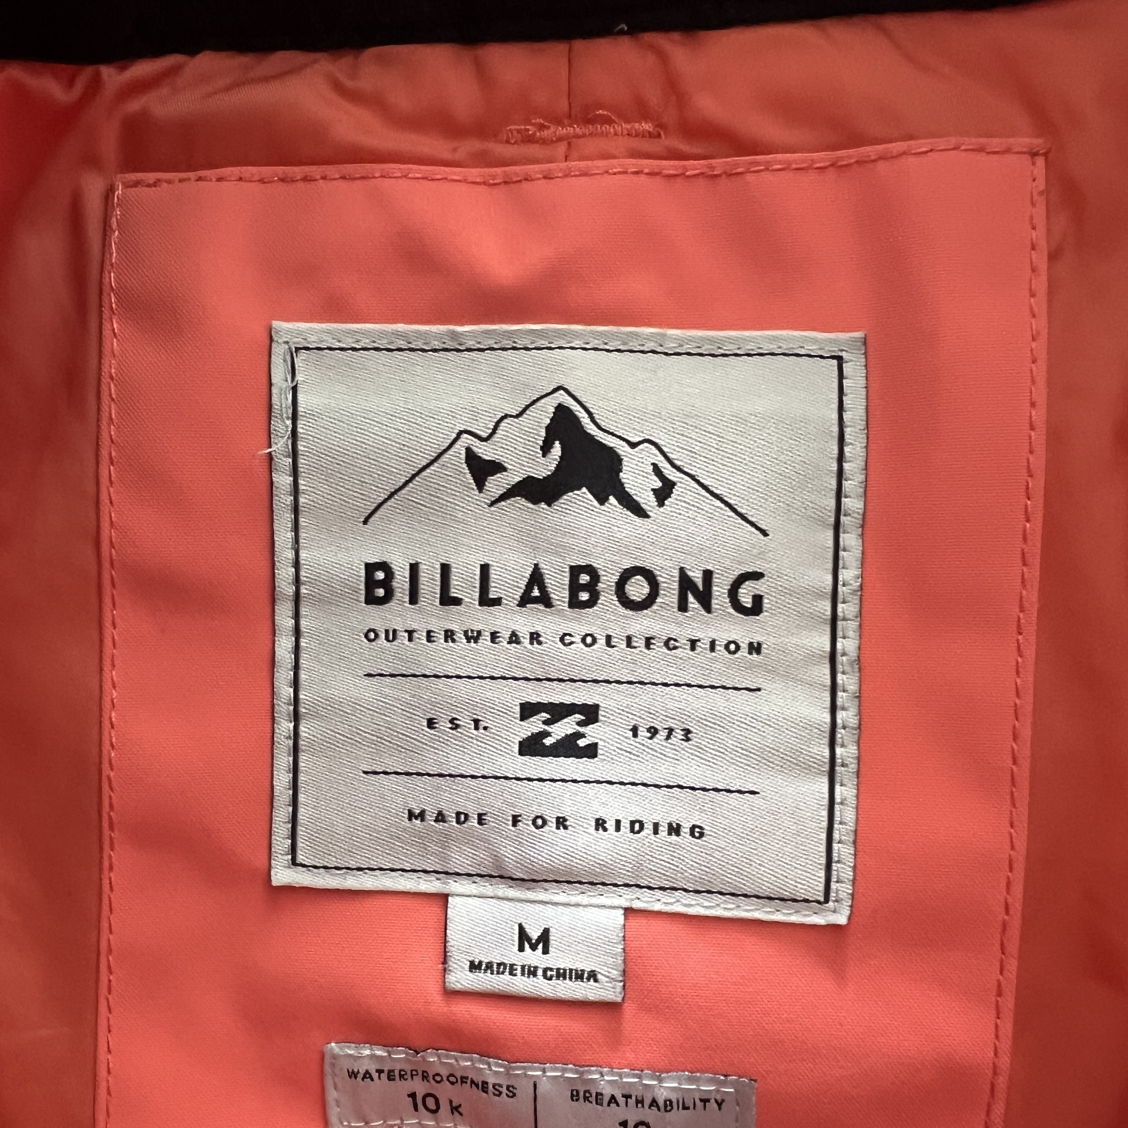 BILLABONG
OUTERWEAR COLLECTION
EST. 1973
MADE FOR RIDING
M
MADE IN CHINA
WATERPROOFNESS BREATHABILITY
10 K